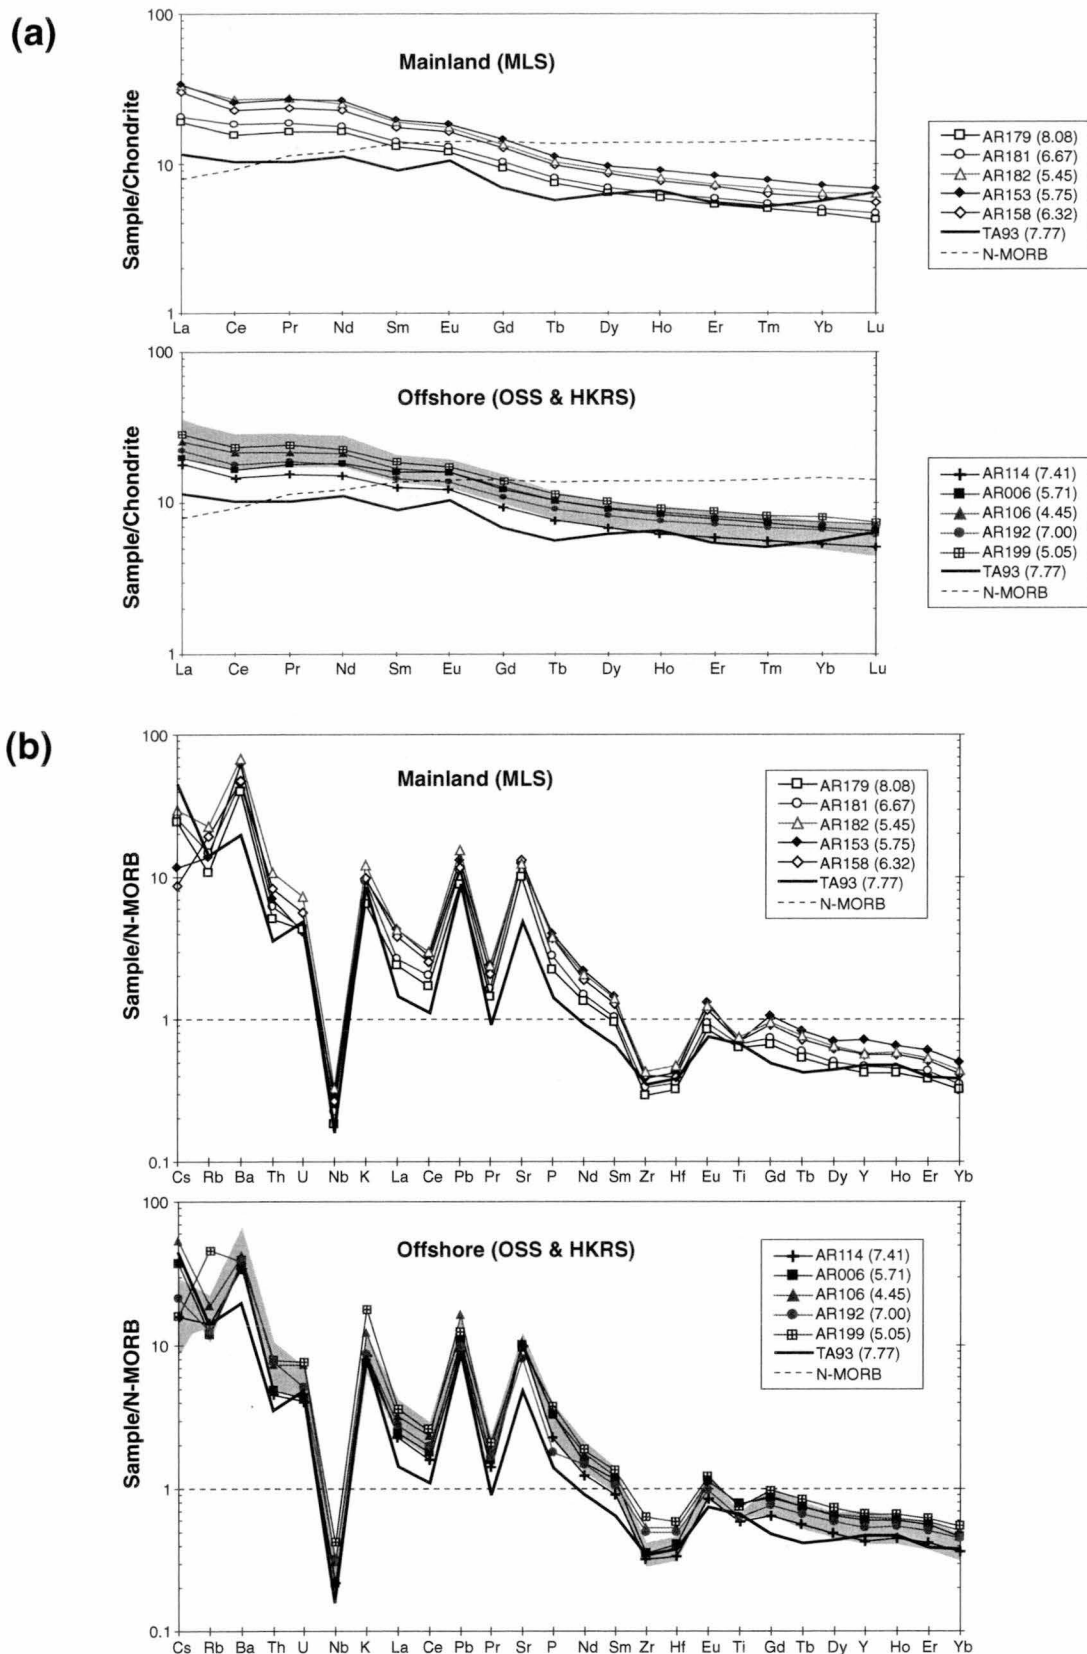 (a)
100
10
1
Sample/Chondrite
Mainland (MLS)
La Ce Pr Nd Sm Eu Gd Tb Dy Ho Er Tm Yb Lu
AR179 (8.08)
AR181 (6.67)
AR182 (5.45)
AR153 (5.75)
AR158 (6.32)
TA93 (7.77)
N-MORB
100
10
1
Sample/Chondrite
Offshore (OSS & HKRS)
La Ce Pr Nd Sm Eu Gd Tb Dy Ho Er Tm Yb Lu
AR114 (7.41)
AR006 (5.71)
AR106 (4.45)
AR192 (7.00)
AR199 (5.05)
TA93 (7.77)
N-MORB
(b)
100
10
1
0.1
Sample/N-MORB
Mainland (MLS)
AR179 (8.08)
AR181 (6.67)
AR182 (5.45)
AR153 (5.75)
AR158 (6.32)
TA93 (7.77)
N-MORB
Cs Rb Ba Th U Nb K La Ce Pb Pr Sr P Nd Sm Zr Hf Eu Ti Gd Tb Dy Y Ho Er Yb
100
10
1
0.1
Sample/N-MORB
Offshore (OSS & HKRS)
AR114 (7.41)
AR006 (5.71)
AR106 (4.45)
AR192 (7.00)
AR199 (5.05)
TA93 (7.77)
N-MORB
Cs Rb Ba Th U Nb K La Ce Pb Pr Sr P Nd Sm Zr Hf Eu Ti Gd Tb Dy Y Ho Er Yb